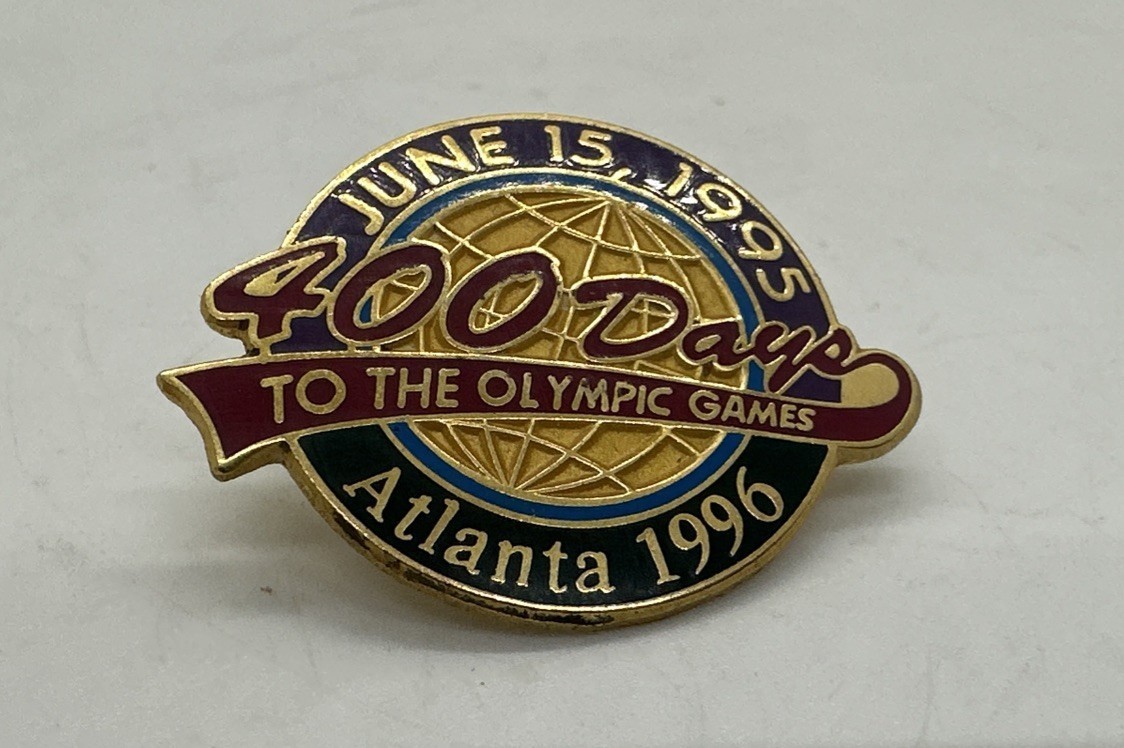 JUNE 15, 1995
400 Days
TO THE OLYMPIC GAMES
Atlanta 1996